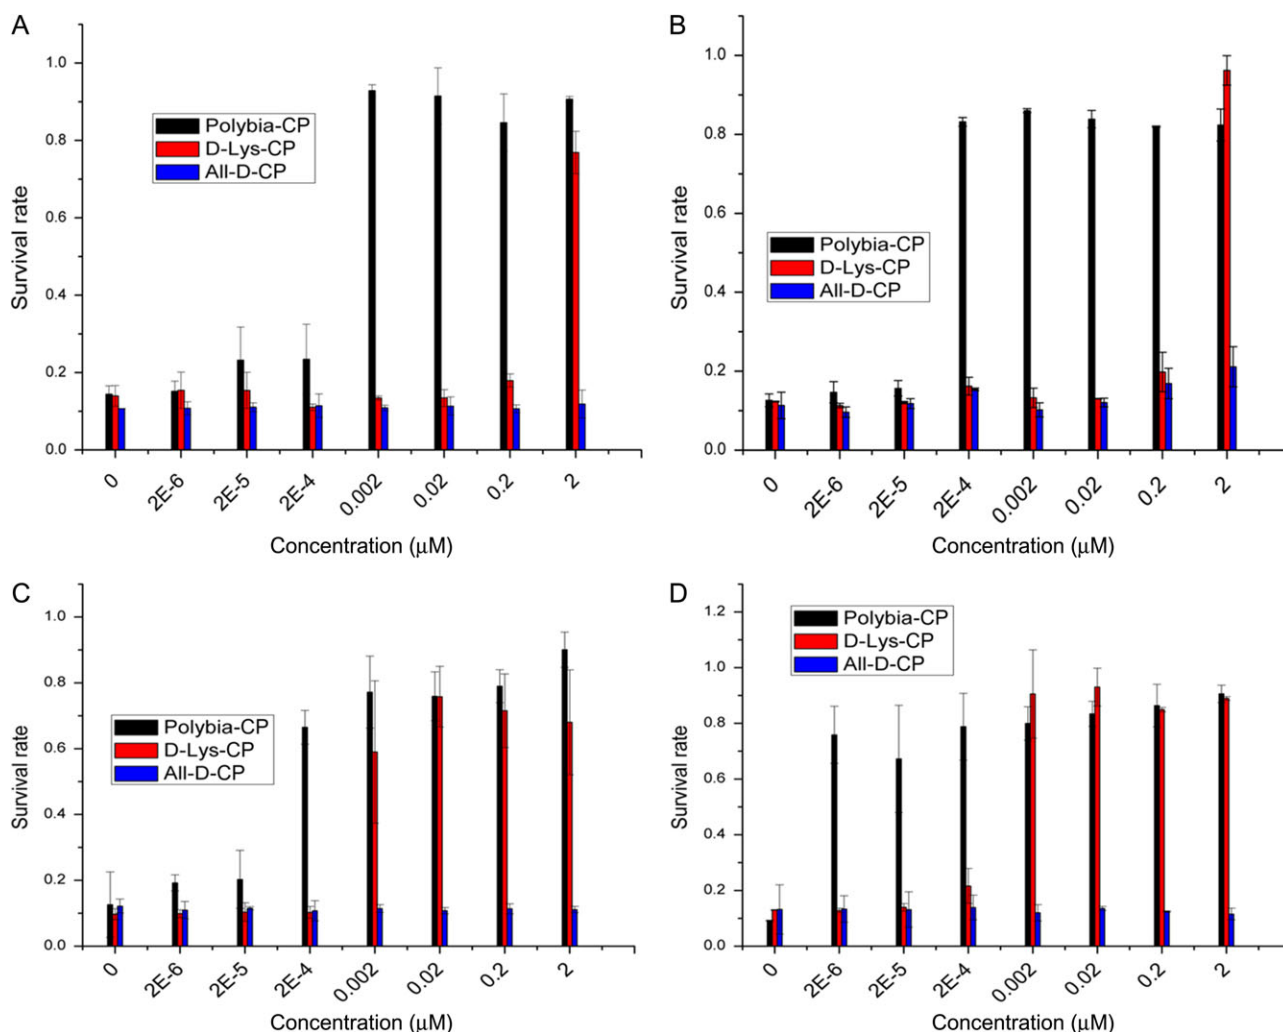 A
Survival rate
1.0
0.8
0.6
0.4
0.2
0.0
Polybia-CP
D-Lys-CP
All-D-CP
0 2E-6 2E-5 2E-4 0.002 0.02 0.2 2
Concentration (μM)
B
Survival rate
1.0
0.8
0.6
0.4
0.2
0.0
Polybia-CP
D-Lys-CP
All-D-CP
0 2E-6 2E-5 2E-4 0.002 0.02 0.2 2
Concentration (μM)
C
Survival rate
1.0
0.8
0.6
0.4
0.2
0.0
Polybia-CP
D-Lys-CP
All-D-CP
0 2E-6 2E-5 2E-4 0.002 0.02 0.2 2
Concentration (μM)
D
Survival rate
1.2
1.0
0.8
0.6
0.4
0.2
0.0
Polybia-CP
D-Lys-CP
All-D-CP
0 2E-6 2E-5 2E-4 0.002 0.02 0.2 2
Concentration (μM)